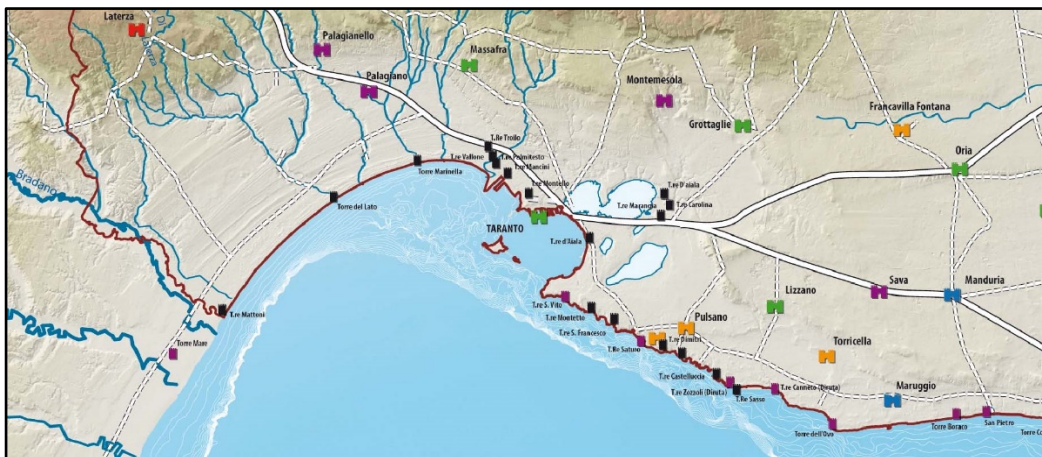 Laterza
Palagianello
Massafra
Palagiano
Montemesola
Francavilla Fontana
Grottaglie
Oria
T.Re Troilo
T.re Vallone
T.re Mancini
Torre Marinella
T.re Montello
T.re D'aiala
T.re Marangia
T.re Carolina
Bradano
Torre del Lato
TARANTO
T.re d'Aiala
Sava
Manduria
T.re S. Vito
Lizzano
T.re Mattoni
T.re Montetto
T.re S. Francesco
Pulsano
T.Re Saturo
T.re Dimitri
Torre Mare
Torricella
T.re Castelluccia
T.re Zozzoli (Diruta)
T.Re Sasso
T.re Canneto (Diruta)
Maruggio
Torre dell'Ovo
Torre Boraco
San Pietro